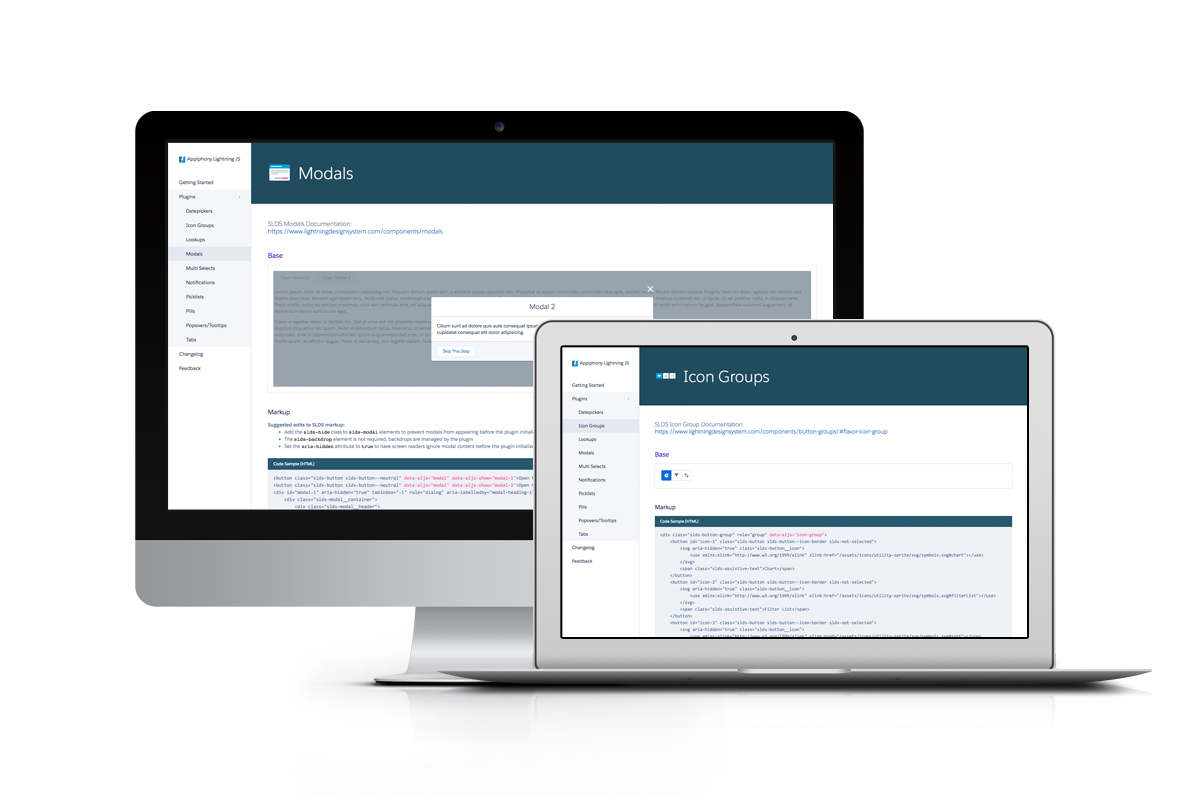 Appiphony Lightning JS
Getting Started
Plugins
Datepickers
Icon Groups
Lookups
Modals
Multi Selects
Notifications
Picklists
Pills
Popovers/Tooltips
Tabs
Changelog
Feedback
Modals
SLDS Modals Documentation:
https://www.lightningdesignsystem.com/components/modals
Base
Open Modal 1 Open Modal 2
Modal 2
Cillum sunt ad dolore quis aute consequat ipsum
cupidatat consequat elit dolor adipisicing.
Skip This Step
Markup
Suggested edits to SLDS markup:
Add the slds-hide class to slds-modal elements to prevent modals from appearing before the plugin initial
The slds-backdrop element is not required; backdrops are managed by the plugin
Set the aria-hidden attribute to true to have screen readers ignore modal content before the plugin initialise
Code Sample (HTML)
<button class="slds-button slds-button--neutral" data-aljs="modal" data-aljs-show="modal-1">Open
<button class="slds-button slds-button--neutral" data-aljs="modal" data-aljs-show="modal-2">Open
<div id="modal-1" aria-hidden="true" tabindex="-1" role="dialog" aria-labelledby="modal-heading-1"
<div class="slds-modal__container">
<div class="slds-modal__header">
Appiphony Lightning JS
Getting Started
Plugins
Datepickers
Icon Groups
Lookups
Modals
Multi Selects
Notifications
Picklists
Pills
Popovers/Tooltips
Tabs
Changelog
Feedback
Icon Groups
SLDS Icon Group Documentation:
https://www.lightningdesignsystem.com/components/button-groups/#flavor-icon-group
Base
Markup
Code Sample (HTML)
<div class="slds-button-group" role="group" data-aljs="icon-group">
<button id="icon-1" class="slds-button slds-button--icon-border slds-not-selected">
<svg aria-hidden="true" class="slds-button__icon">
<use xmlns:xlink="http://www.w3.org/1999/xlink" xlink:href="/assets/icons/utility-sprite/svg/symbols.svg#chart"></use>
</svg>
<span class="slds-assistive-text">Chart</span>
</button>
<button id="icon-2" class="slds-button slds-button--icon-border slds-not-selected">
<svg aria-hidden="true" class="slds-button__icon">
<use xmlns:xlink="http://www.w3.org/1999/xlink" xlink:href="/assets/icons/utility-sprite/svg/symbols.svg#filterList"></use>
</svg>
<span class="slds-assistive-text">Filter List</span>
</button>
<button id="icon-3" class="slds-button slds-button--icon-border slds-not-selected">
<svg aria-hidden="true" class="slds-button__icon">